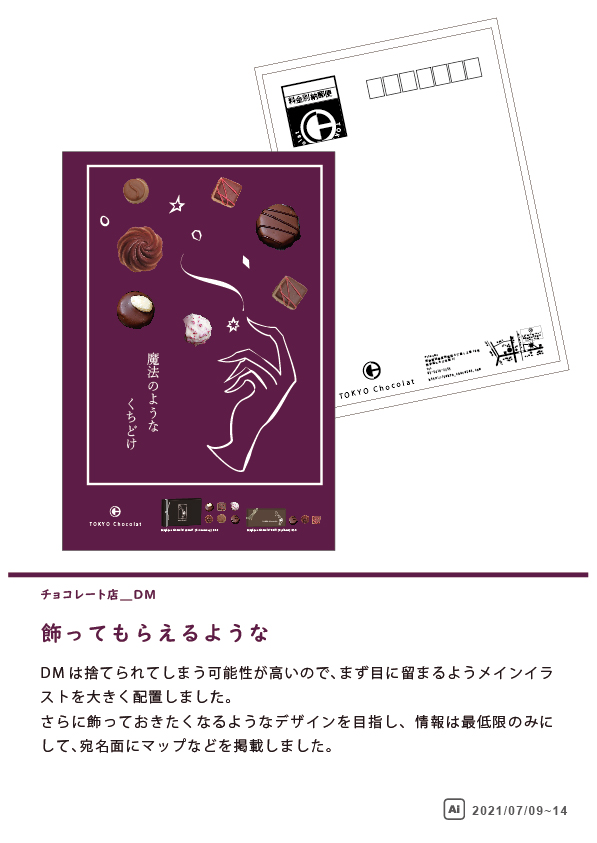 料金別納郵便
魔法のような
くちどけ
TOKYO Chocolat
TOKYO Chocolat
チョコレート店__DM
飾ってもらえるような
DMは捨てられてしまう可能性が高いので、まず目に留まるようメインイラ
ストを大きく配置しました。
さらに飾っておきたくなるようなデザインを目指し、情報は最低限のみに
して、宛名面にマップなどを掲載しました。
Ai 2021/07/09~14